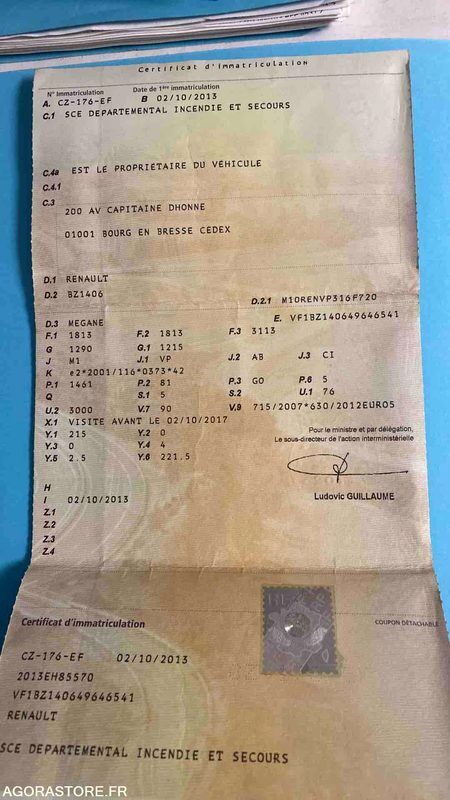 Certificat d'immatriculation
N° Immatriculation Date de 1ère immatriculation
A. CZ-176-EF B 02/10/2013
C.1 SCE DEPARTEMENTAL INCENDIE ET SECOURS
C.4a EST LE PROPRIETAIRE DU VEHICULE
C.4.1
C.3
200 AV CAPITAINE DHONNE
01001 BOURG EN BRESSE CEDEX
D.1 RENAULT
D.2 BZ1406 D.2.1 M10RENVP316F720
D.3 MEGANE E. VF1BZ140649646541
F.1 1813 F.2 1813 F.3 3113
G 1290 G.1 1215
J M1 J.1 VP J.2 AB J.3 CI
K e2*2001/116*0373*42
P.1 1461 P.2 81 P.3 GO P.6 5
Q S.1 5 S.2 U.1 76
U.2 3000 V.7 90 V.9 715/2007*630/2012EURO5
X.1 VISITE AVANT LE 02/10/2017
Y.1 215 Y.2 0
Y.3 0 Y.4 4
Y.5 2.5 Y.6 221.5
Pour le ministre et par délégation,
Le sous-directeur de l'action interministérielle
Ludovic GUILLAUME
H
I 02/10/2013
Z.1
Z.2
Z.3
Z.4
Certificat d'immatriculation COUPON DÉTACHABLE
CZ-176-EF 02/10/2013
2013EH85570
VF1BZ140649646541
RENAULT
SCE DEPARTEMENTAL INCENDIE ET SECOURS
AGORASTORE.FR